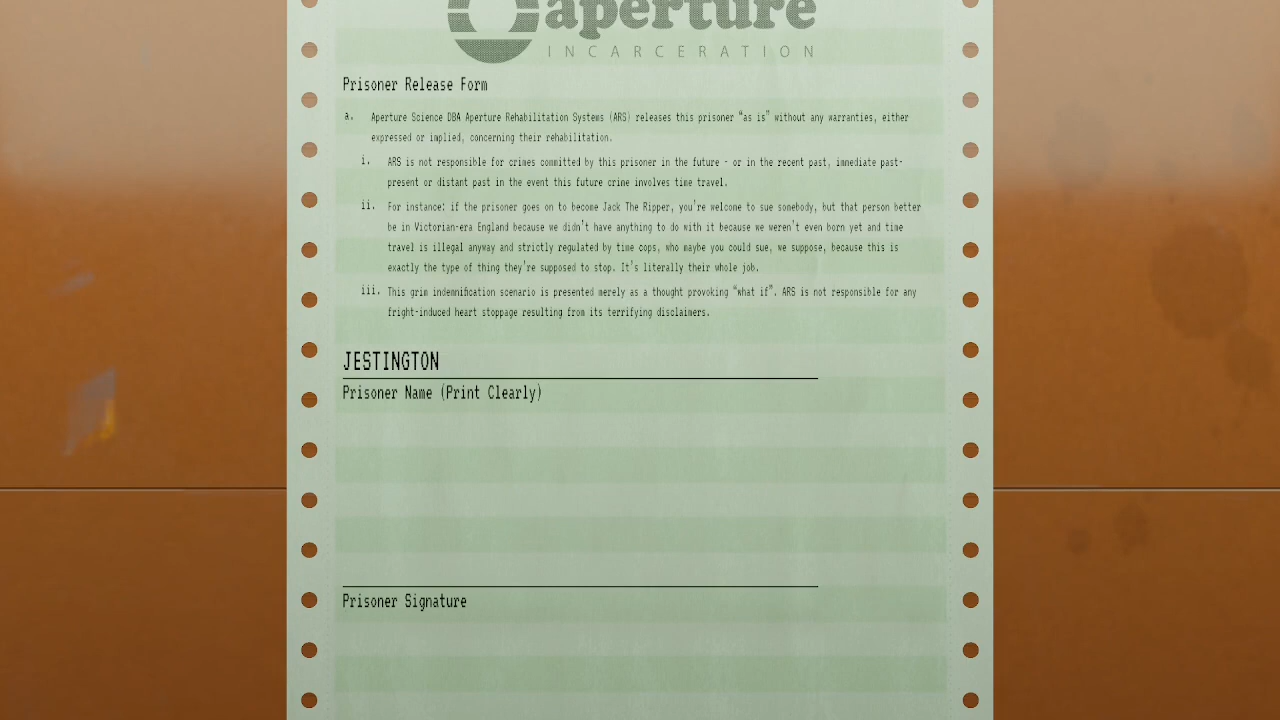 aperture
INCARCERATION
Prisoner Release Form
a. Aperture Science DBA Aperture Rehabilitation Systems (ARS) releases this prisoner “as is” without any warranties, either
expressed or implied, concerning their rehabilitation.
i. ARS is not responsible for crimes committed by this prisoner in the future - or in the recent past, immediate past-
present or distant past in the event this future crime involves time travel.
ii. For instance: if the prisoner goes on to become Jack The Ripper, you're welcome to sue somebody, but that person better
be in Victorian-era England because we didn't have anything to do with it because we weren't even born yet and time
travel is illegal anyway and strictly regulated by time cops, who maybe you could sue, we suppose, because this is
exactly the type of thing they're supposed to stop. It's literally their whole job.
iii. This grim indemnification scenario is presented merely as a thought provoking “what if”. ARS is not responsible for any
fright-induced heart stoppage resulting from its terrifying disclaimers.
JESTINGTON
Prisoner Name (Print Clearly)
Prisoner Signature